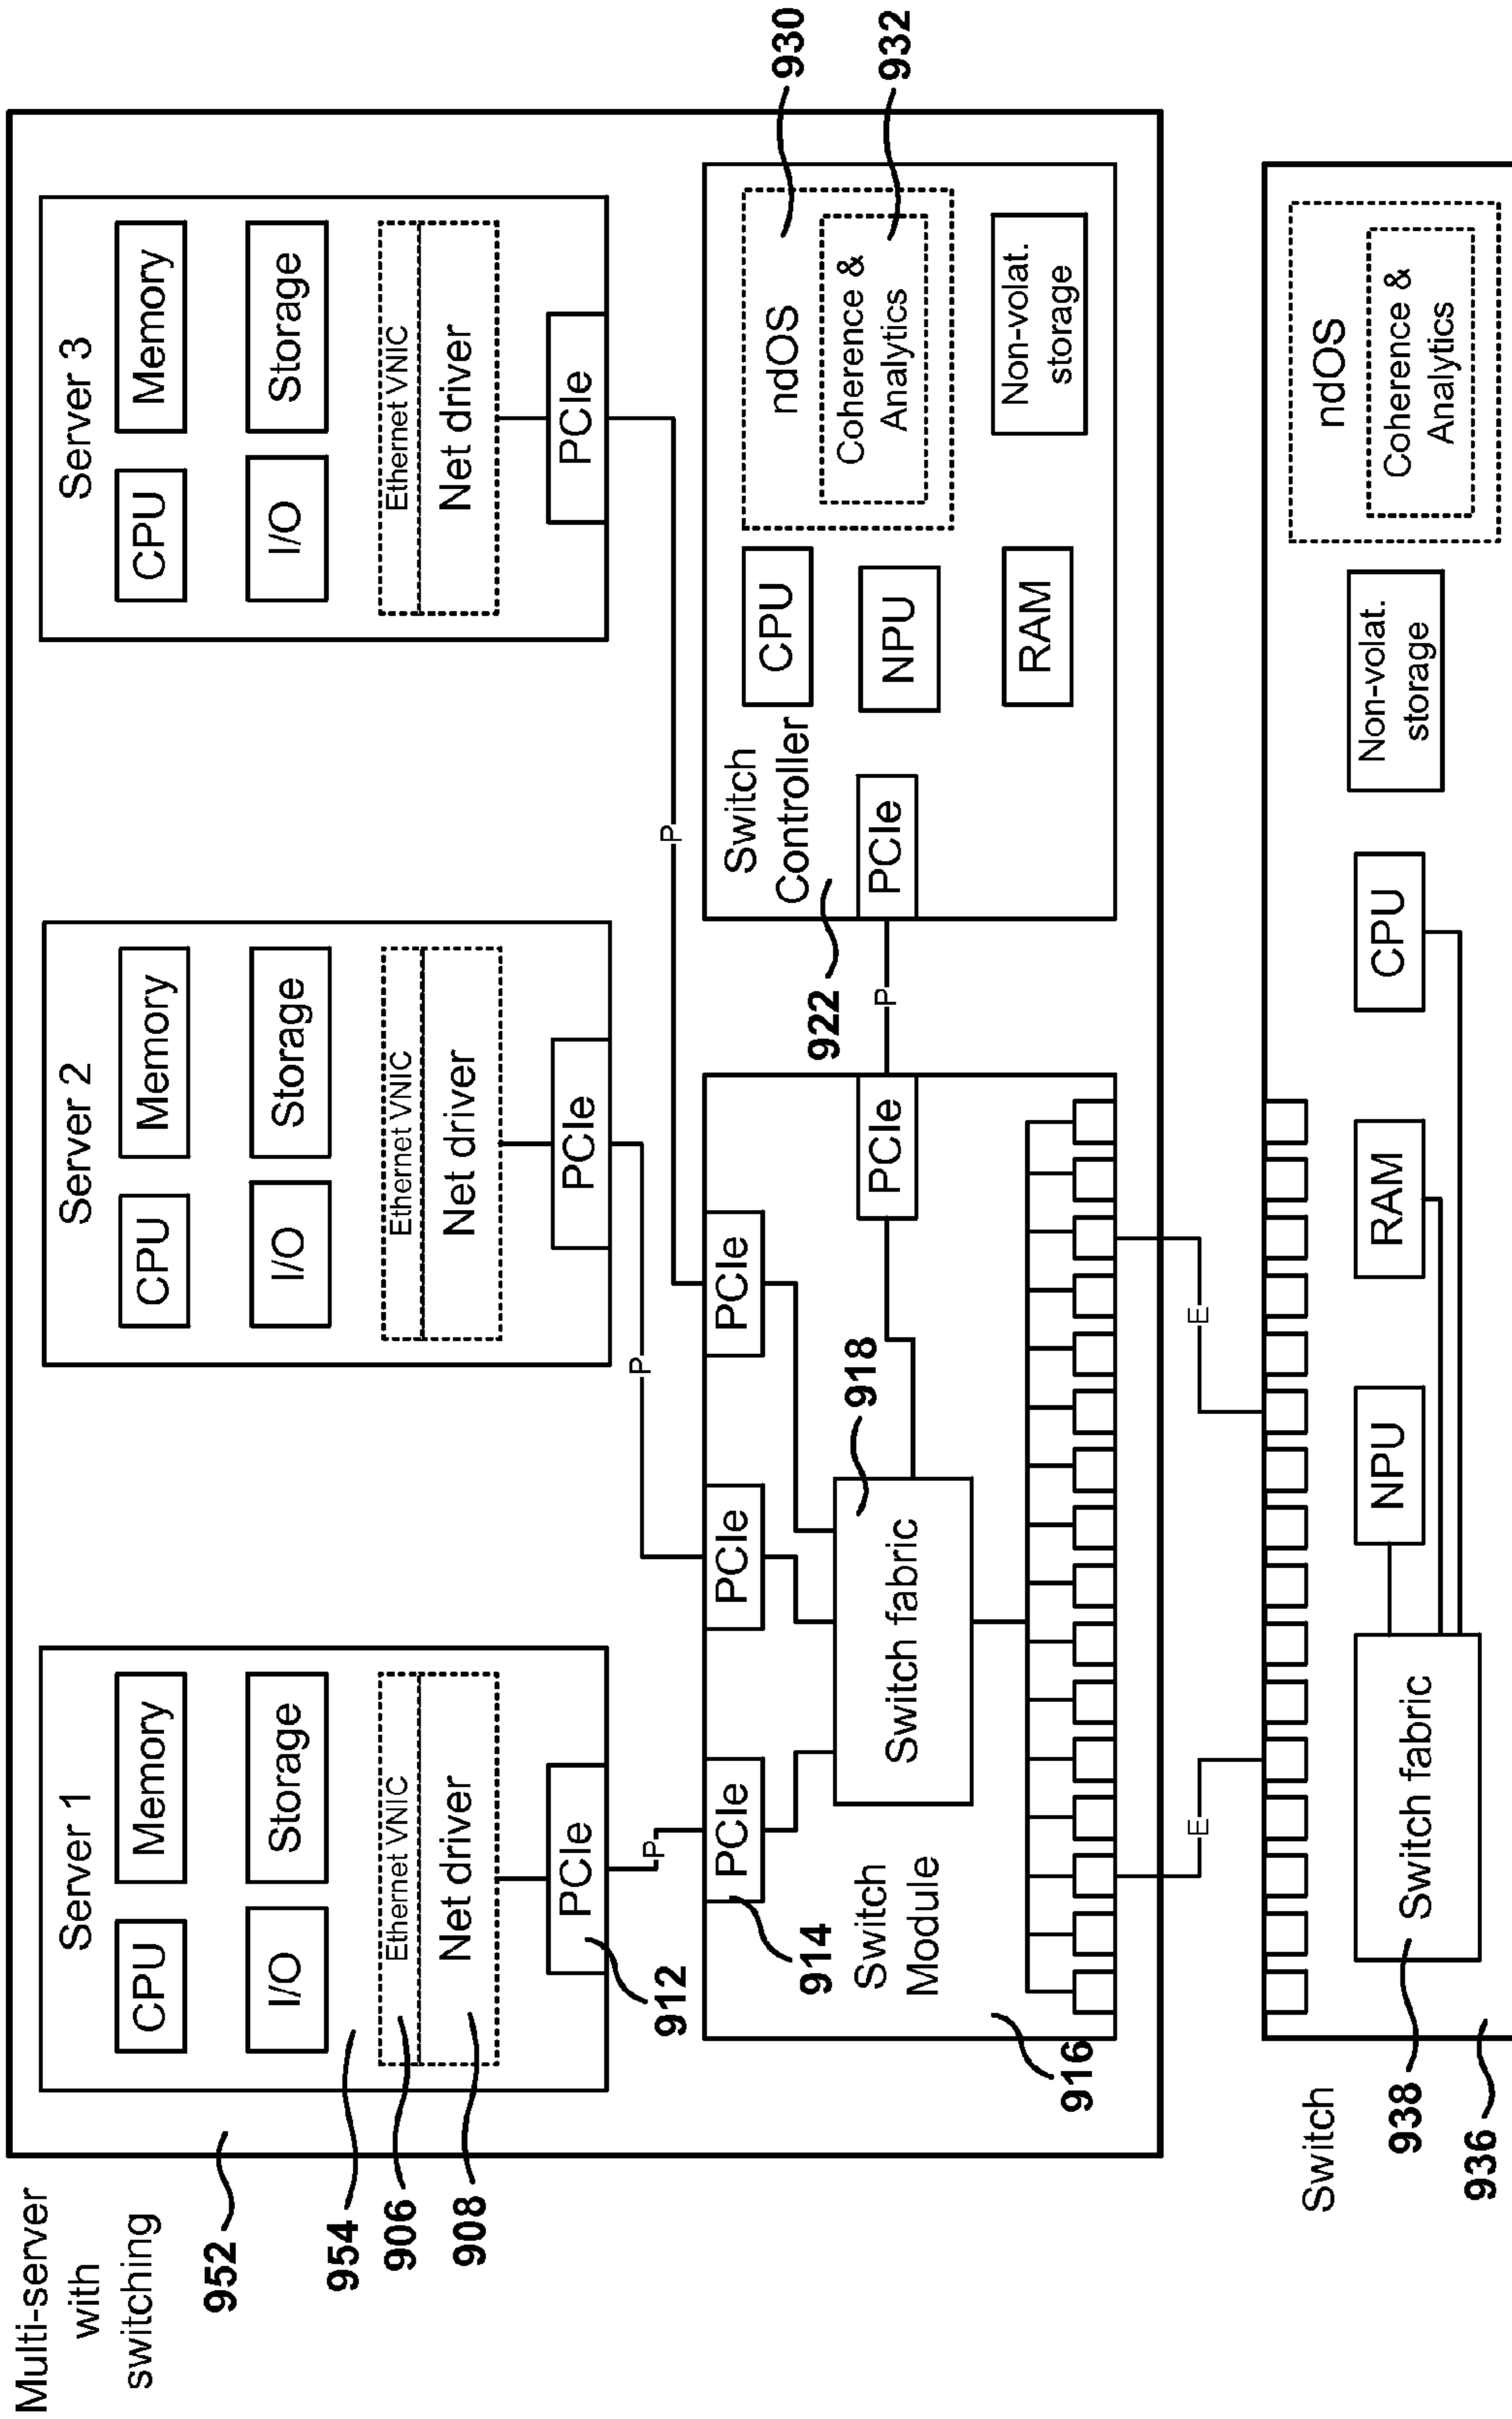 Multi-server
with
switching
952
954
906
908
Server 1
CPU
Memory
I/O
Storage
Ethernet VNIC
Net driver
PCIe
912
Server 2
CPU
Memory
I/O
Storage
Ethernet VNIC
Net driver
PCIe
Server 3
CPU
Memory
I/O
Storage
Ethernet VNIC
Net driver
PCIe
P
P
P
PCIe
914
PCIe
PCIe
Switch
Module
916
Switch fabric
918
PCIe
P
922
Switch
Controller
PCIe
CPU
NPU
RAM
ndOS
Coherence &
Analytics
Non-volat.
storage
930
932
E
E
Switch
938
936
Switch fabric
NPU
RAM
CPU
Non-volat.
storage
ndOS
Coherence &
Analytics